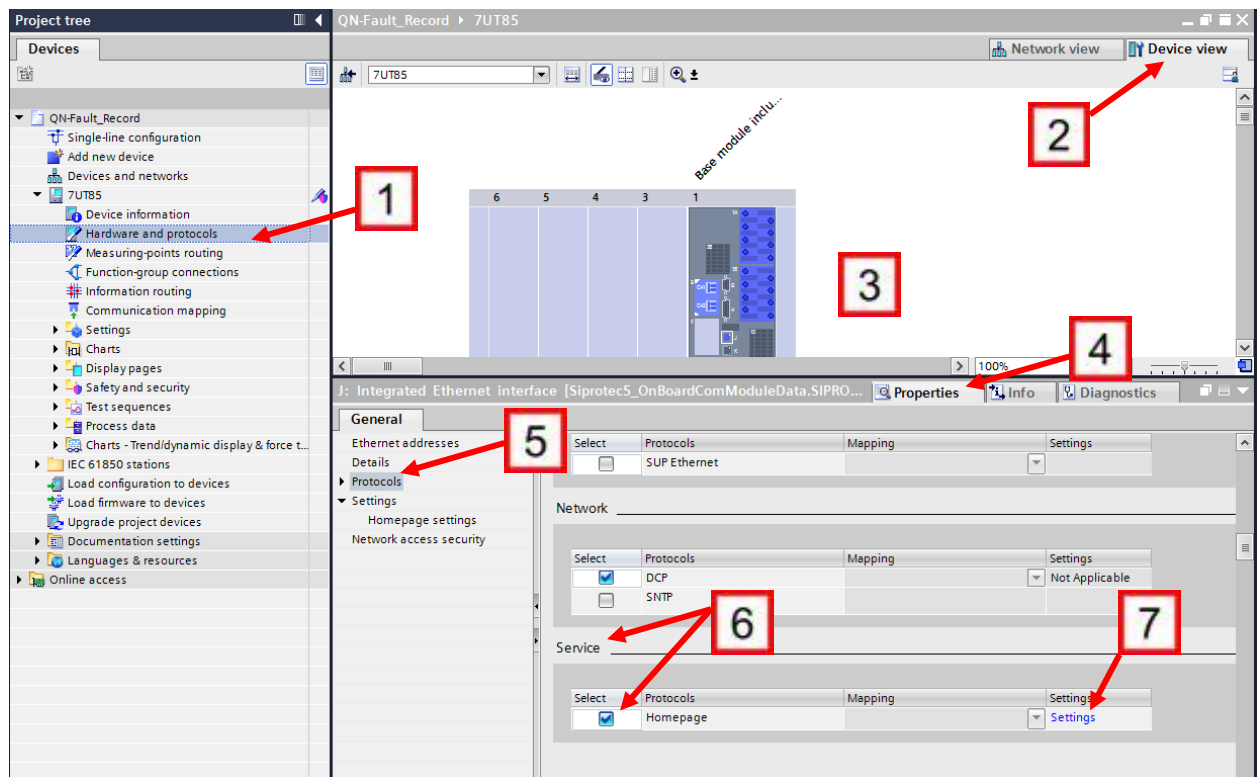 Project tree
Devices
QN-Fault_Record
Single-line configuration
Add new device
Devices and networks
7UT85
Device information
Hardware and protocols
Measuring-points routing
Function-group connections
Information routing
Communication mapping
Settings
Charts
Display pages
Safety and security
Test sequences
Process data
Charts - Trend/dynamic display & force t...
IEC 61850 stations
Load configuration to devices
Load firmware to devices
Upgrade project devices
Documentation settings
Languages & resources
Online access
1
QN-Fault_Record 7UT85
Network view Device view
7UT85
2
Base module inclu...
6 5 4 3 1
3
100%
4
J: Integrated Ethernet interface [Siprotec5_OnBoardComModuleData.SIPRO... Properties Info Diagnostics
General
Ethernet addresses
Details
Protocols
Settings
Homepage settings
Network access security
5
Select Protocols Mapping Settings
SUP Ethernet
Network
Select Protocols Mapping Settings
DCP Not Applicable
SNTP
6
7
Service
Select Protocols Mapping Settings
Homepage Settings